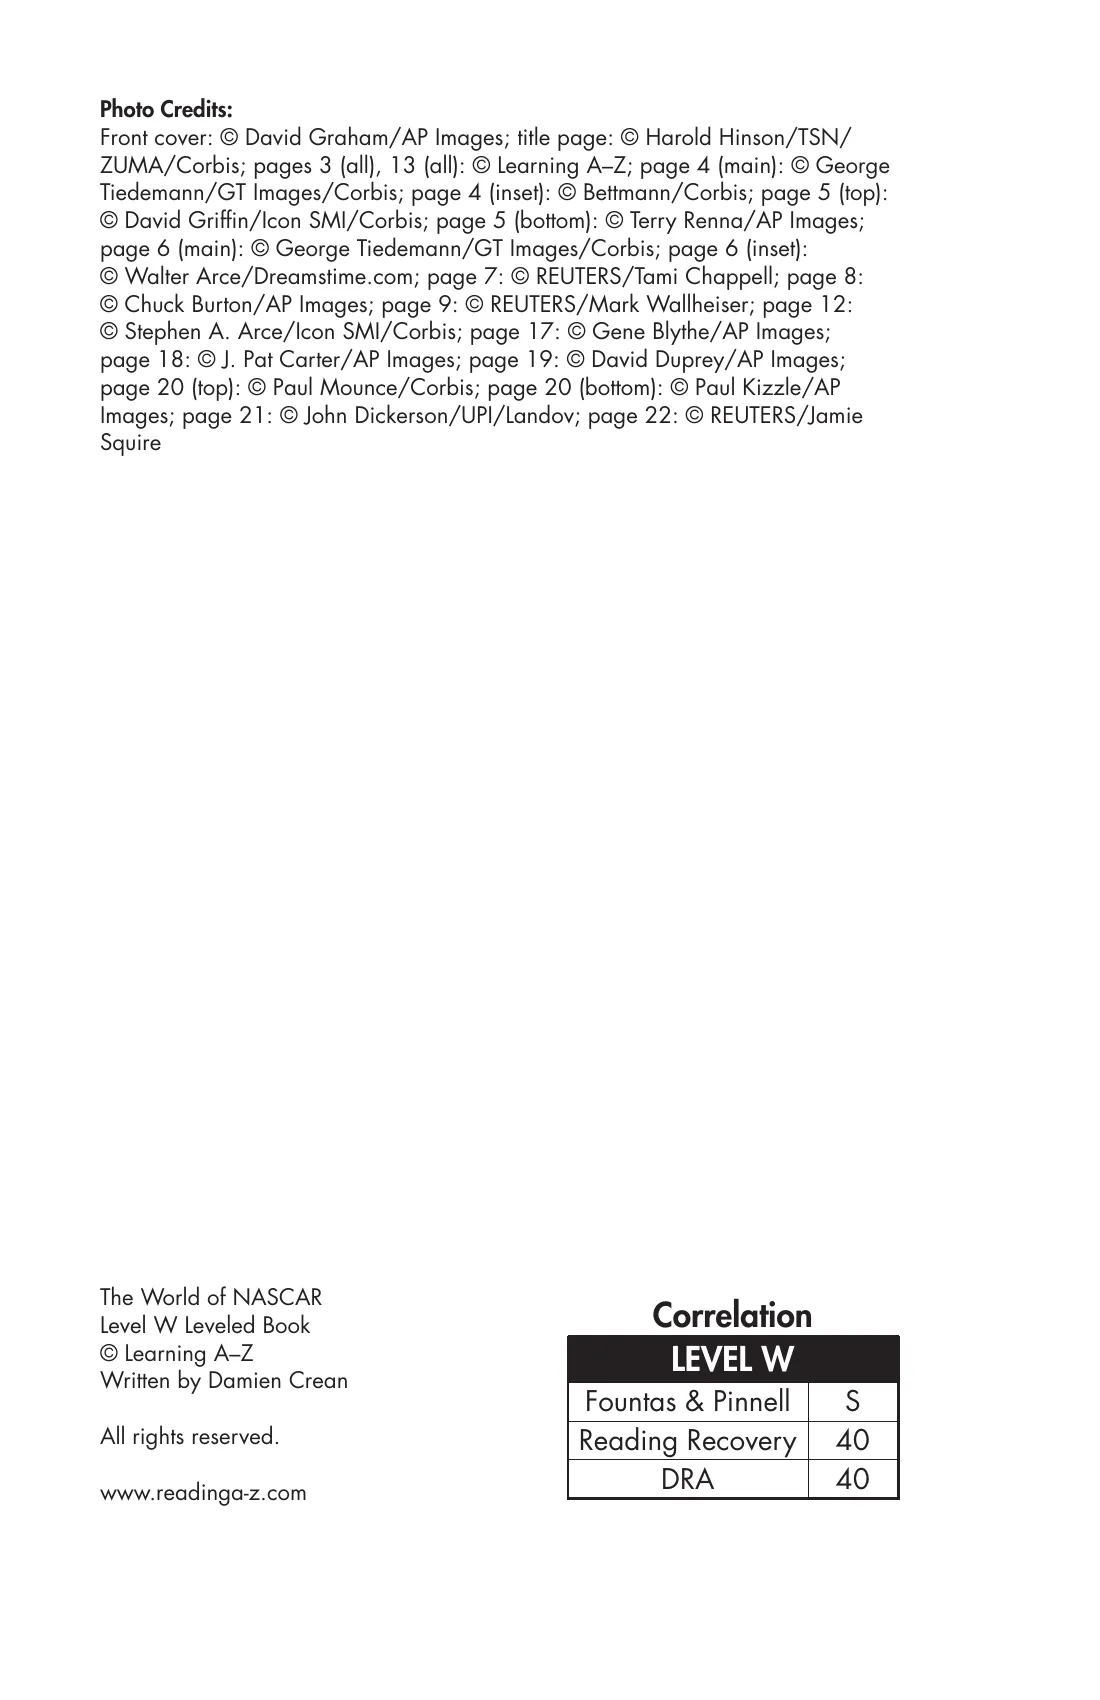 Photo Credits:
Front cover: © David Graham/AP Images; title page: © Harold Hinson/TSN/
ZUMA/Corbis; pages 3 (all), 13 (all): © Learning A–Z; page 4 (main): © George
Tiedemann/GT Images/Corbis; page 4 (inset): © Bettmann/Corbis; page 5 (top):
© David Griffin/Icon SMI/Corbis; page 5 (bottom): © Terry Renna/AP Images;
page 6 (main): © George Tiedemann/GT Images/Corbis; page 6 (inset):
© Walter Arce/Dreamstime.com; page 7: © REUTERS/Tami Chappell; page 8:
© Chuck Burton/AP Images; page 9: © REUTERS/Mark Wallheiser; page 12:
© Stephen A. Arce/Icon SMI/Corbis; page 17: © Gene Blythe/AP Images;
page 18: © J. Pat Carter/AP Images; page 19: © David Duprey/AP Images;
page 20 (top): © Paul Mounce/Corbis; page 20 (bottom): © Paul Kizzle/AP
Images; page 21: © John Dickerson/UPI/Landov; page 22: © REUTERS/Jamie
Squire
The World of NASCAR
Level W Leveled Book
© Learning A–Z
Written by Damien Crean
All rights reserved.
www.readinga-z.com
Correlation
LEVEL W
Fountas & Pinnell S
Reading Recovery 40
DRA 40